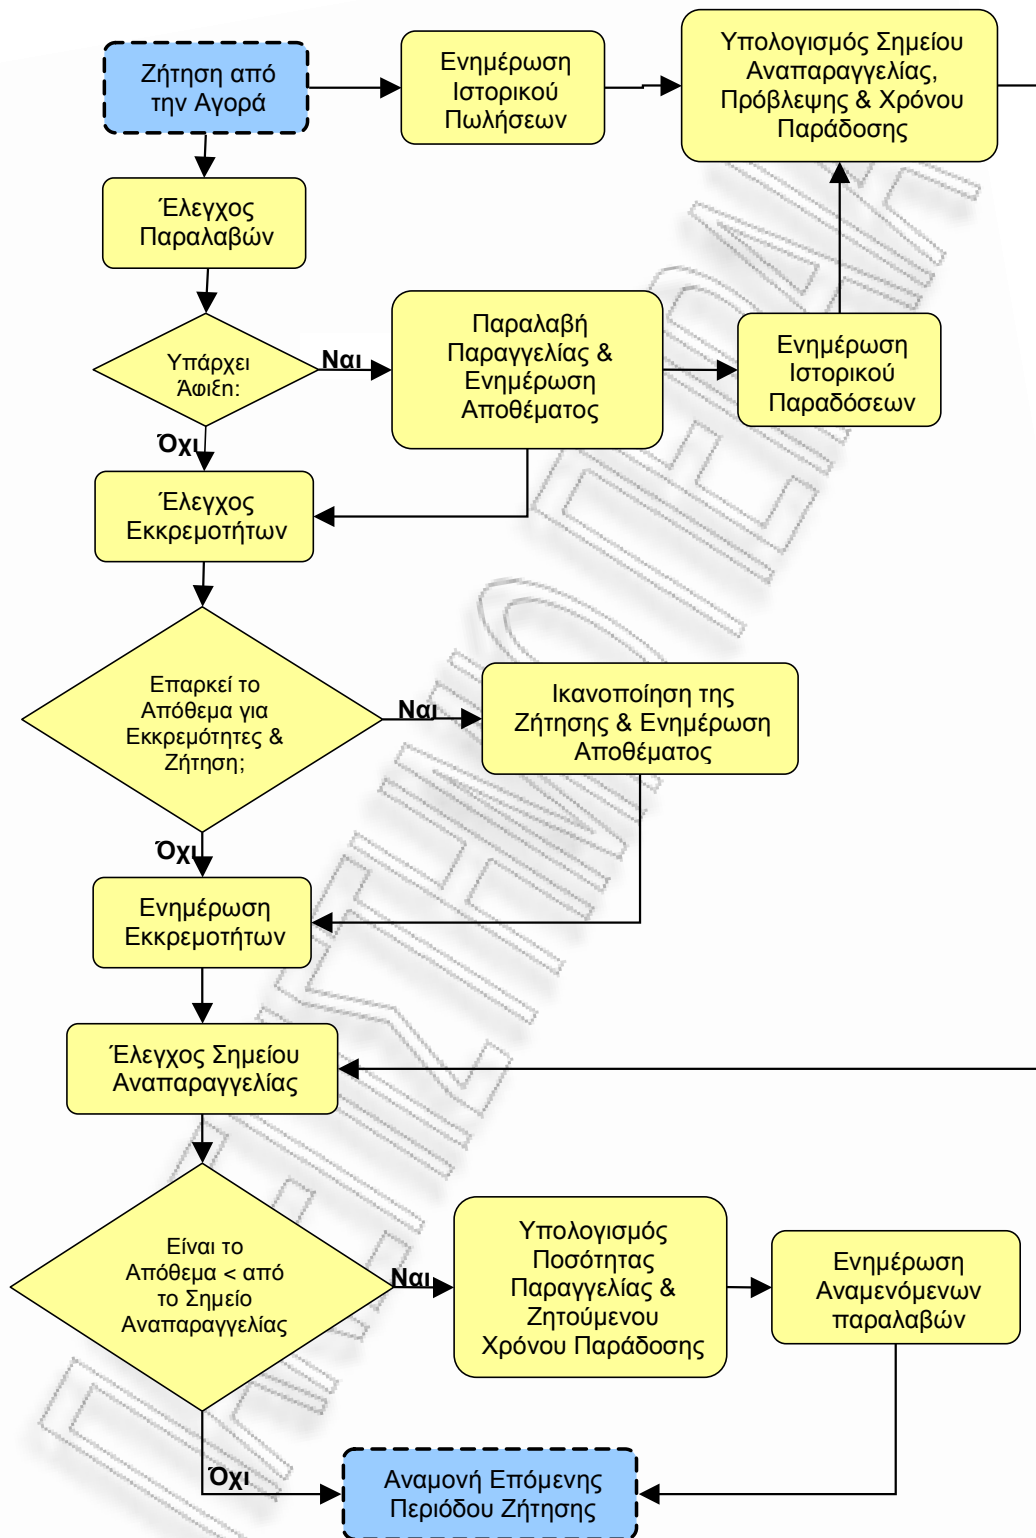 Ζήτηση από
την Αγορά
Ενημέρωση
Ιστορικού
Πωλήσεων
Υπολογισμός Σημείου
Αναπαραγγελίας,
Πρόβλεψης & Χρόνου
Παράδοσης
Έλεγχος
Παραλαβών
Υπάρχει
Άφιξη;
Ναι
Παραλαβή
Παραγγελίας &
Ενημέρωση
Αποθέματος
Ενημέρωση
Ιστορικού
Παραδόσεων
Όχι
Έλεγχος
Εκκρεμοτήτων
Επαρκεί το
Απόθεμα για
Εκκρεμότητες &
Ζήτηση;
Ναι
Ικανοποίηση της
Ζήτησης & Ενημέρωση
Αποθέματος
Όχι
Ενημέρωση
Εκκρεμοτήτων
Έλεγχος Σημείου
Αναπαραγγελίας
Είναι το
Απόθεμα < από
το Σημείο
Αναπαραγγελίας
Ναι
Υπολογισμός
Ποσότητας
Παραγγελίας &
Ζητούμενου
Χρόνου Παράδοσης
Ενημέρωση
Αναμενόμενων
παραλαβών
Όχι
Αναμονή Επόμενης
Περιόδου Ζήτησης
ΠΑΝΕΠΙΣΤΗΜΙΟ ΠΕΙΡΑΙΑ